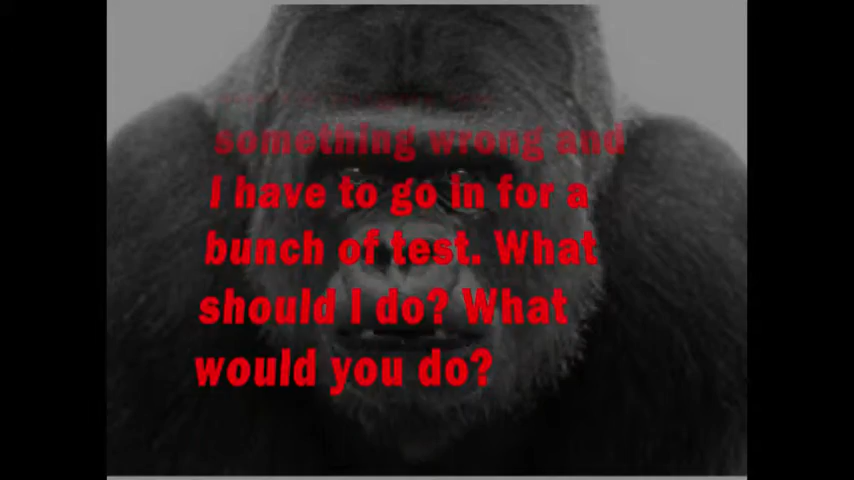 something wrong and
I have to go in for a
bunch of test. What
should I do? What
would you do?